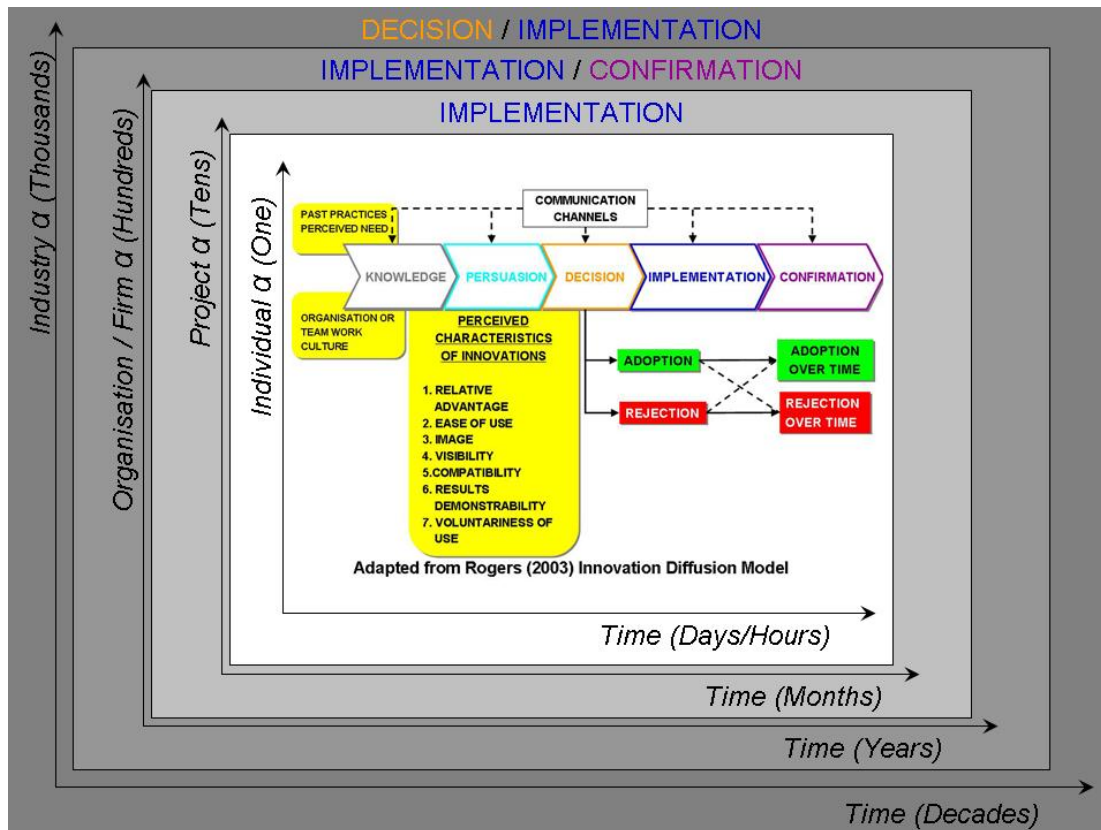 DECISION / IMPLEMENTATION
IMPLEMENTATION / CONFIRMATION
IMPLEMENTATION
Industry α (Thousands)
Organisation / Firm α (Hundreds)
Project α (Tens)
Individual α (One)
COMMUNICATION
CHANNELS
PAST PRACTICES
PERCEIVED NEED
KNOWLEDGE
PERSUASION
DECISION
IMPLEMENTATION
CONFIRMATION
ORGANISATION OR
TEAM WORK
CULTURE
PERCEIVED
CHARACTERISTICS
OF INNOVATIONS
1. RELATIVE
ADVANTAGE
2. EASE OF USE
3. IMAGE
4. VISIBILITY
5.COMPATIBILITY
6. RESULTS
DEMONSTRABILITY
7. VOLUNTARINESS OF
USE
ADOPTION
REJECTION
ADOPTION
OVER TIME
REJECTION
OVER TIME
Adapted from Rogers (2003) Innovation Diffusion Model
Time (Days/Hours)
Time (Months)
Time (Years)
Time (Decades)